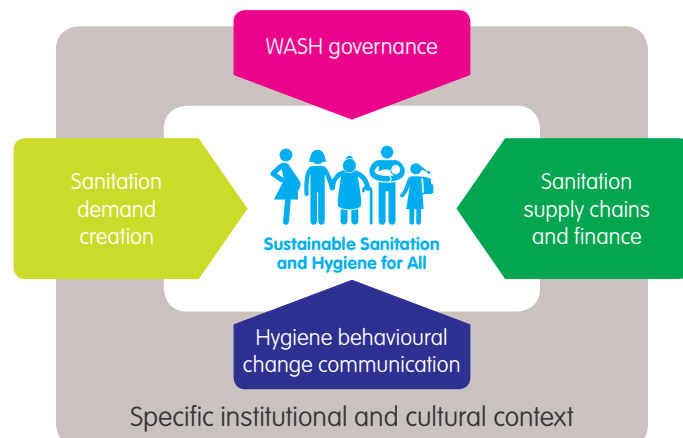 WASH governance
Sanitation
demand
creation
Sustainable Sanitation
and Hygiene for All
Sanitation
supply chains
and finance
Hygiene behavioural
change communication
Specific institutional and cultural context